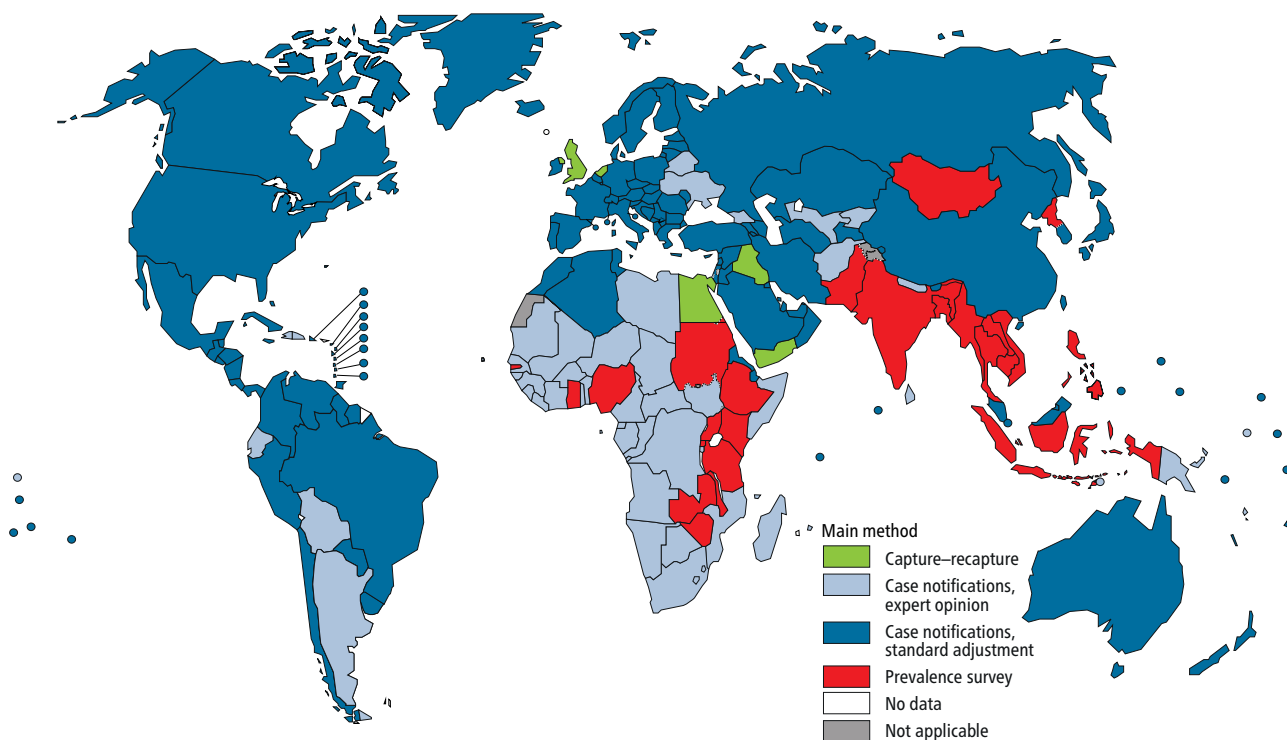 Main method
Capture–recapture
Case notifications,
expert opinion
Case notifications,
standard adjustment
Prevalence survey
No data
Not applicable